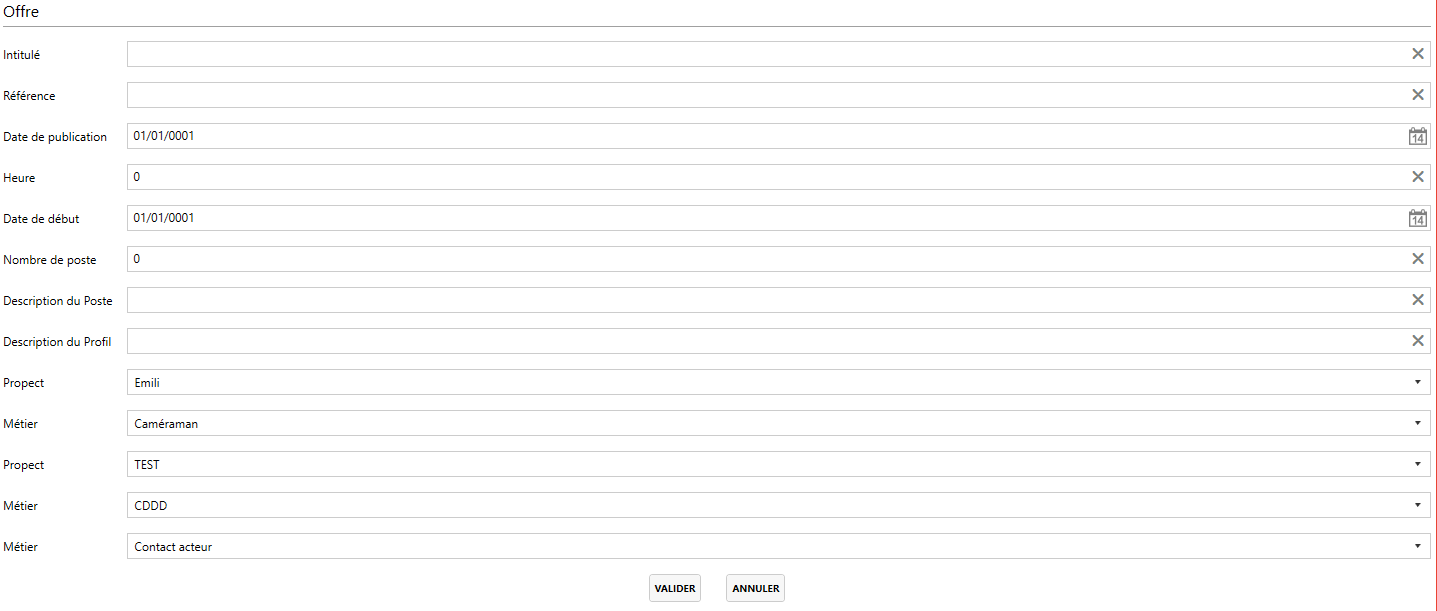 Offre
Intitulé
Référence
Date de publication 01/01/0001 14
Heure 0
Date de début 01/01/0001 14
Nombre de poste 0
Description du Poste
Description du Profil
Propect Emili
Métier Caméraman
Propect TEST
Métier CDDD
Métier Contact acteur
VALIDER ANNULER